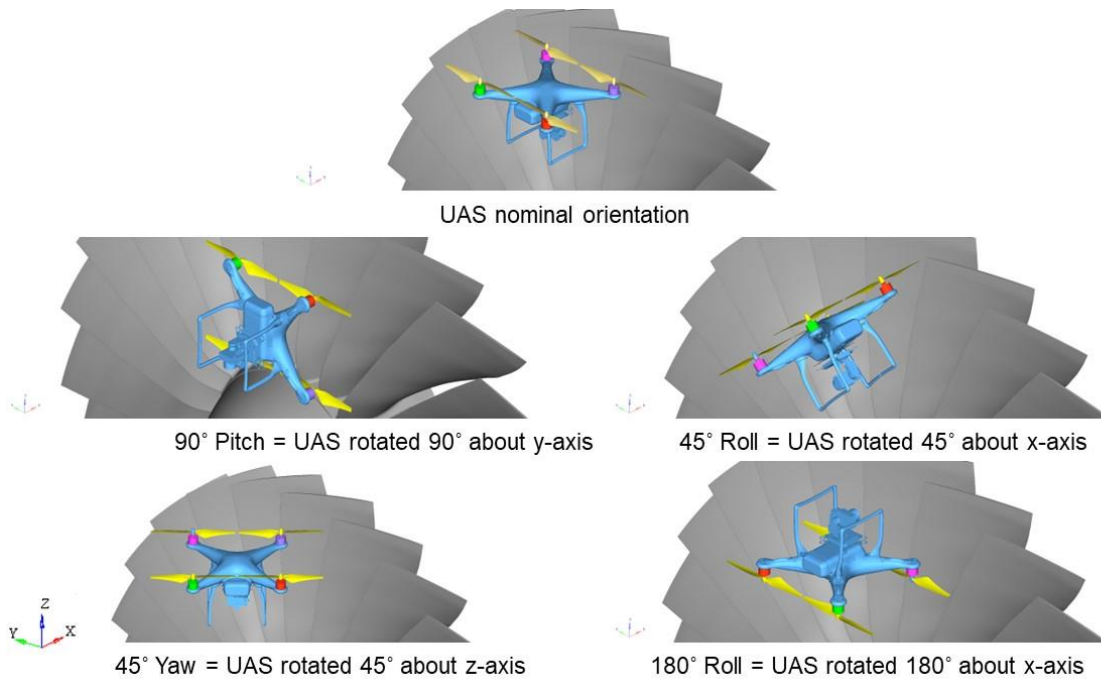 UAS nominal orientation
90° Pitch = UAS rotated 90° about y-axis
45° Roll = UAS rotated 45° about x-axis
Z
Y
X
45° Yaw = UAS rotated 45° about z-axis
180° Roll = UAS rotated 180° about x-axis